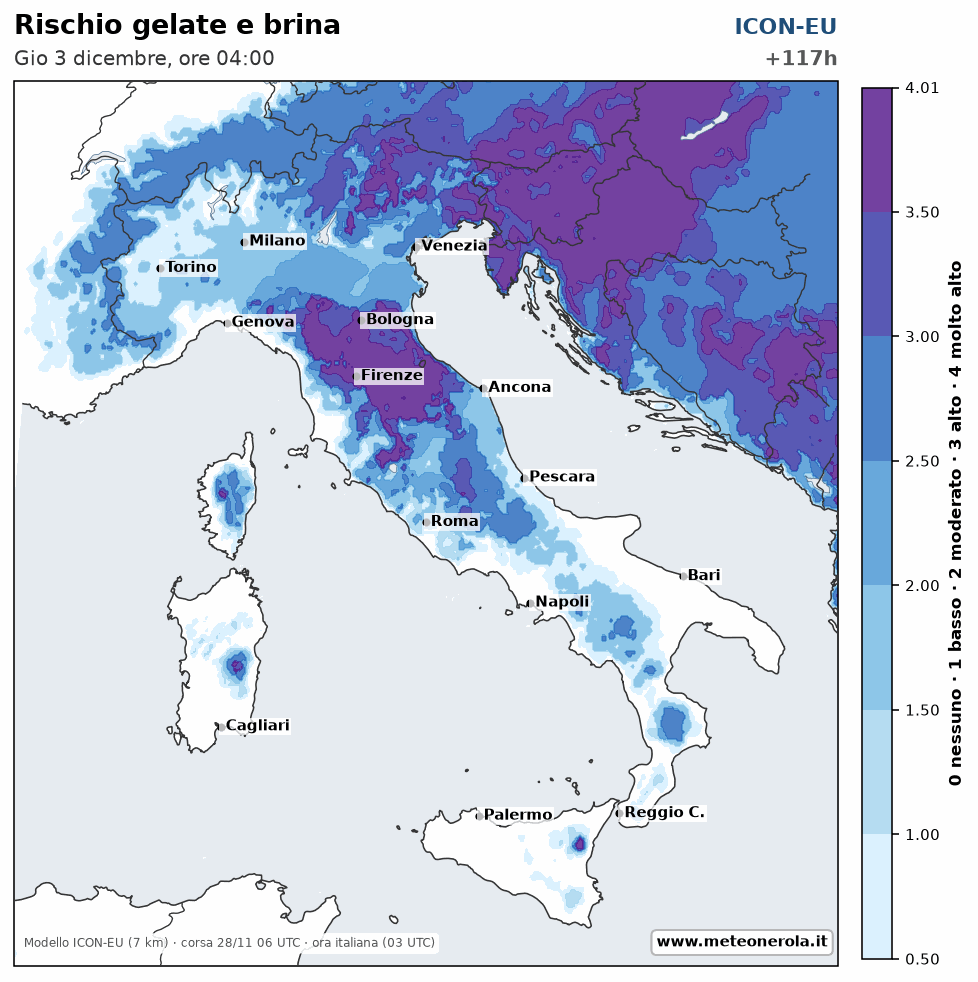 Rischio gelate e brina
ICON-EU
Gio 3 dicembre, ore 04:00
+117h
4.01
3.50
3.00
2.50
2.00
1.50
1.00
0.50
0 nessuno · 1 basso · 2 moderato · 3 alto · 4 molto alto
Milano
Venezia
Torino
Genova
Bologna
Firenze
Ancona
Pescara
Roma
Bari
Napoli
Cagliari
Palermo
Reggio C.
Modello ICON-EU (7 km) · corsa 28/11 06 UTC · ora italiana (03 UTC)
www.meteonerola.it